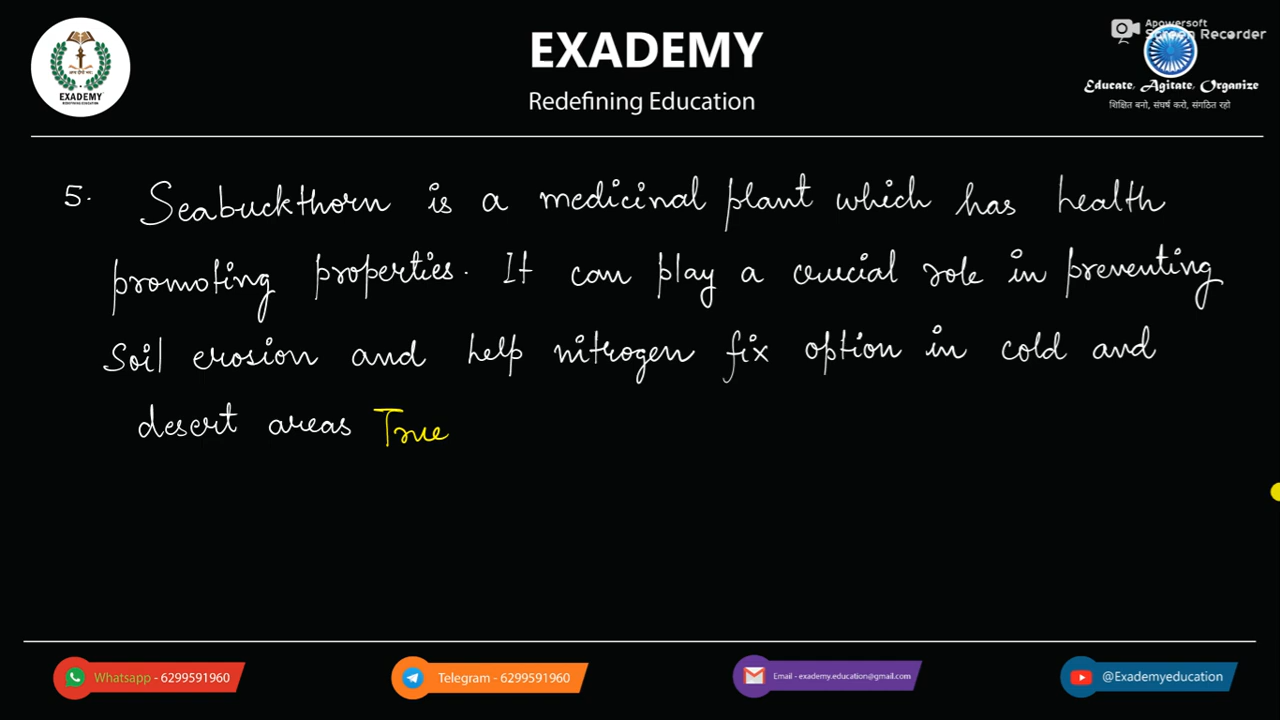 EXADEMY
Redefining Education
EXADEMY
REDEFINING EDUCATION
Apowersoft
Screen Recorder
Educate, Agitate, Organize
शिक्षित बनो, संघर्ष करो, संगठित रहो
5. Seabuckthorn is a medicinal plant which has health
promoting properties. It can play a crucial role in preventing
Soil erosion and help nitrogen fix option in cold and
desert areas True
Whatsapp - 6299591960
Telegram - 6299591960
Email - exademy.education@gmail.com
@Exademyeducation